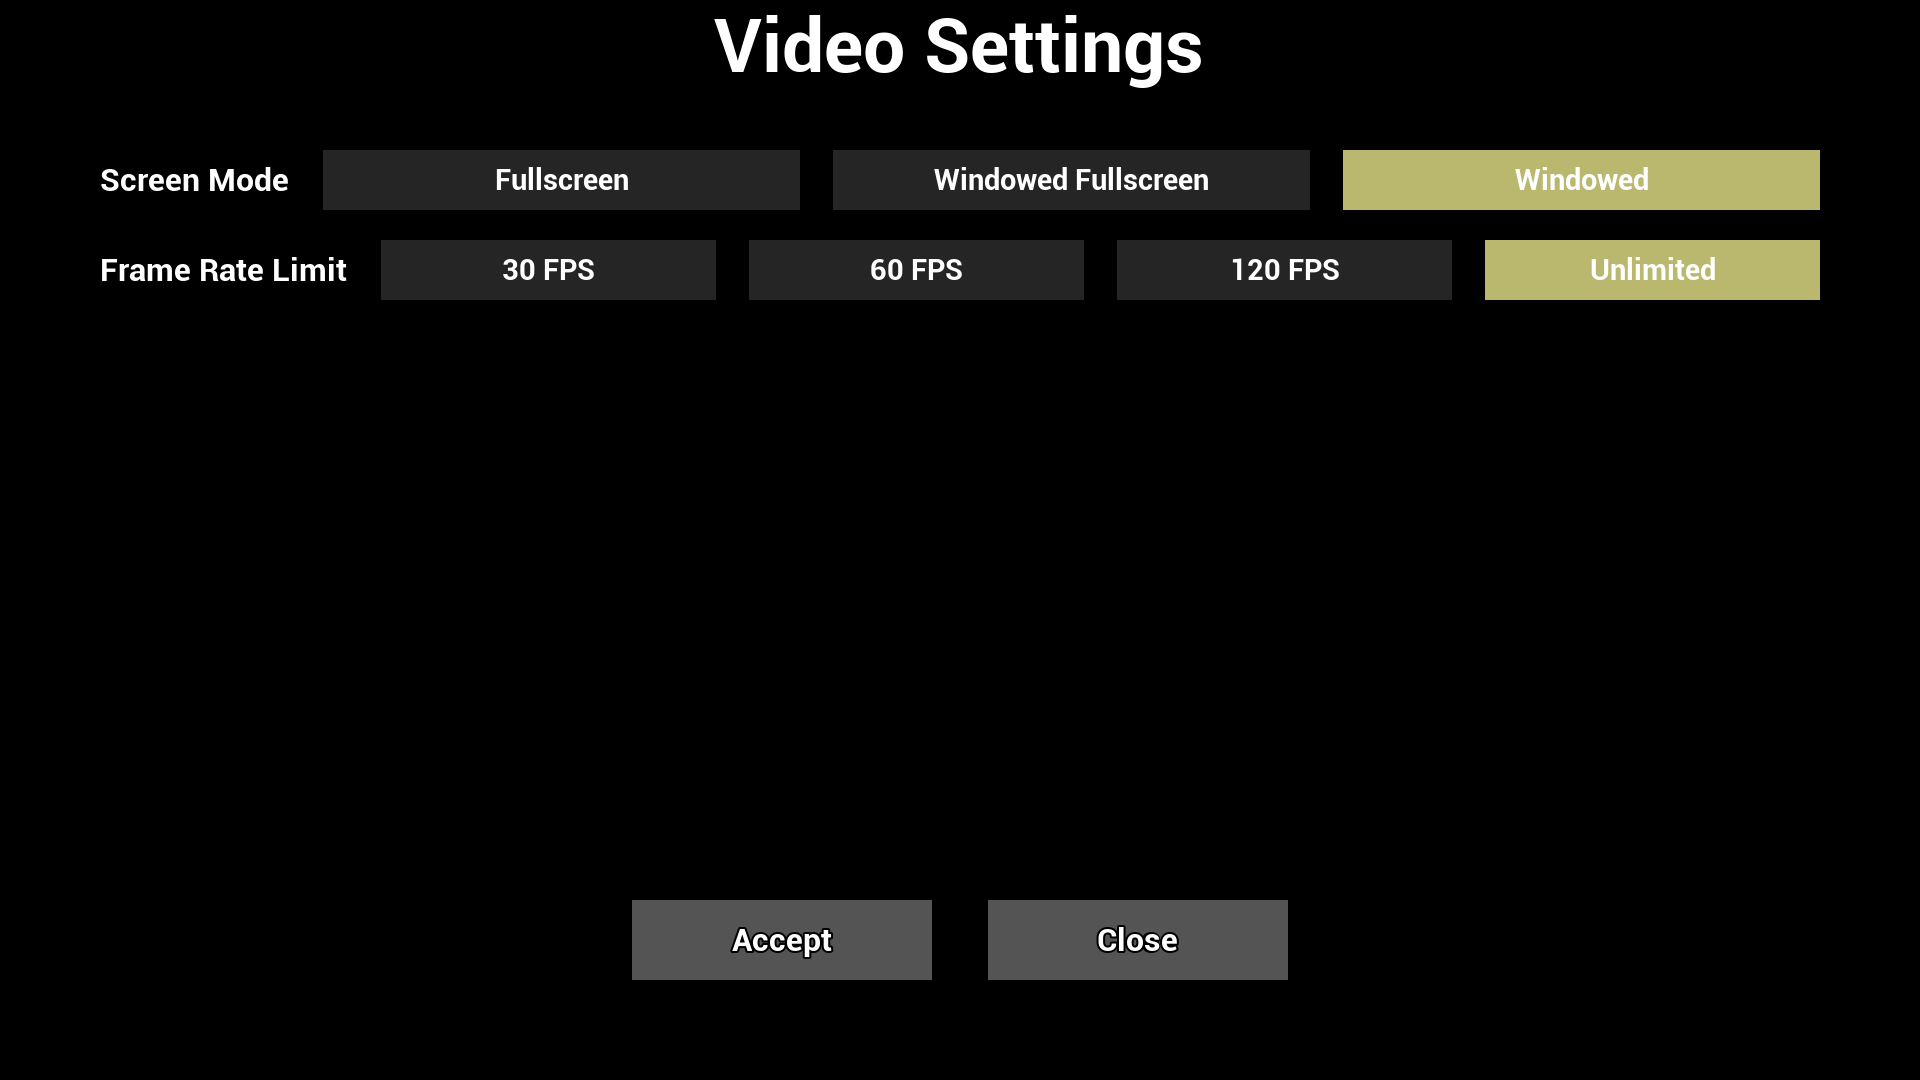 Video Settings
Screen Mode Fullscreen Windowed Fullscreen Windowed
Frame Rate Limit 30 FPS 60 FPS 120 FPS Unlimited
Accept Close